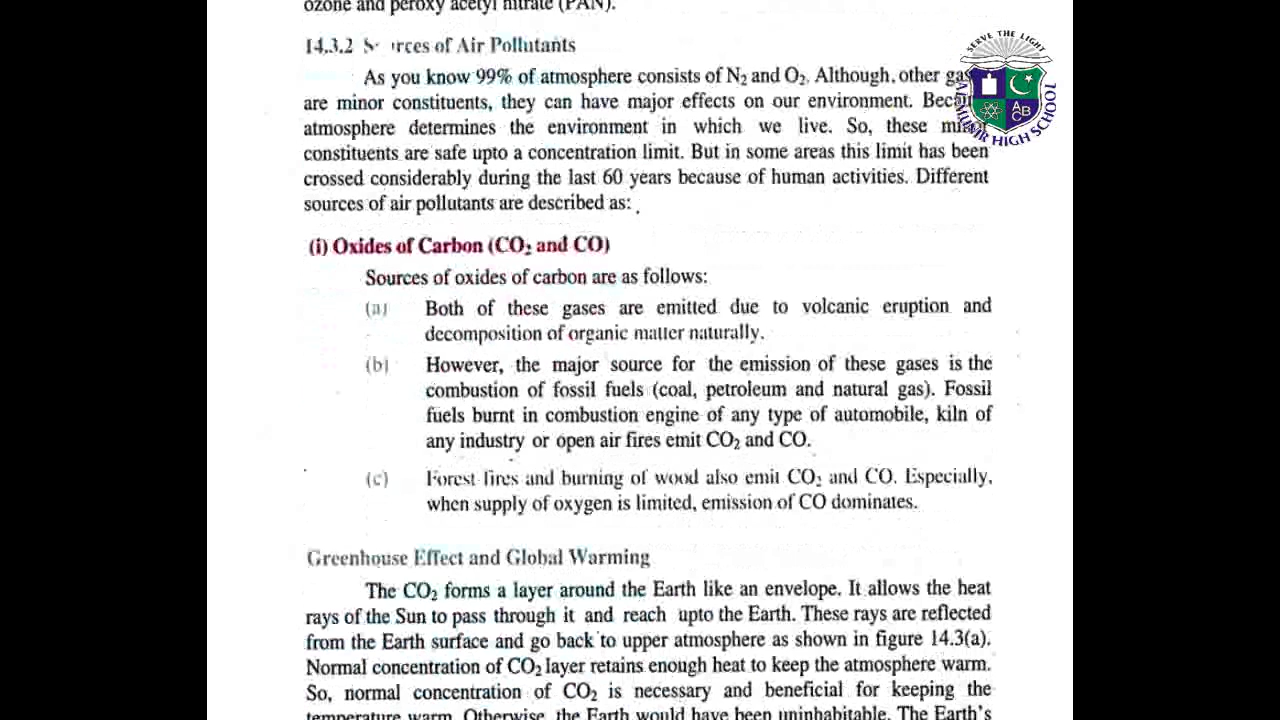 ozone and peroxy acetyl nitrate (PAN).
14.3.2 Sources of Air Pollutants
As you know 99% of atmosphere consists of N₂ and O₂. Although, other gas
are minor constituents, they can have major effects on our environment. Becau
atmosphere determines the environment in which we live. So, these minor
constituents are safe upto a concentration limit. But in some areas this limit has been
crossed considerably during the last 60 years because of human activities. Different
sources of air pollutants are described as:
(i) Oxides of Carbon (CO₂ and CO)
Sources of oxides of carbon are as follows:
(a) Both of these gases are emitted due to volcanic eruption and
decomposition of organic matter naturally.
(b) However, the major source for the emission of these gases is the
combustion of fossil fuels (coal, petroleum and natural gas). Fossil
fuels burnt in combustion engine of any type of automobile, kiln of
any industry or open air fires emit CO₂ and CO.
(c) Forest fires and burning of wood also emit CO₂ and CO. Especially,
when supply of oxygen is limited, emission of CO dominates.
Greenhouse Effect and Global Warming
The CO₂ forms a layer around the Earth like an envelope. It allows the heat
rays of the Sun to pass through it and reach upto the Earth. These rays are reflected
from the Earth surface and go back to upper atmosphere as shown in figure 14.3(a).
Normal concentration of CO₂ layer retains enough heat to keep the atmosphere warm.
So, normal concentration of CO₂ is necessary and beneficial for keeping the
temperature warm. Otherwise, the Earth would have been uninhabitable. The Earth's
SERVE THE LIGHT
A
B
C
HIGH SCHOOL